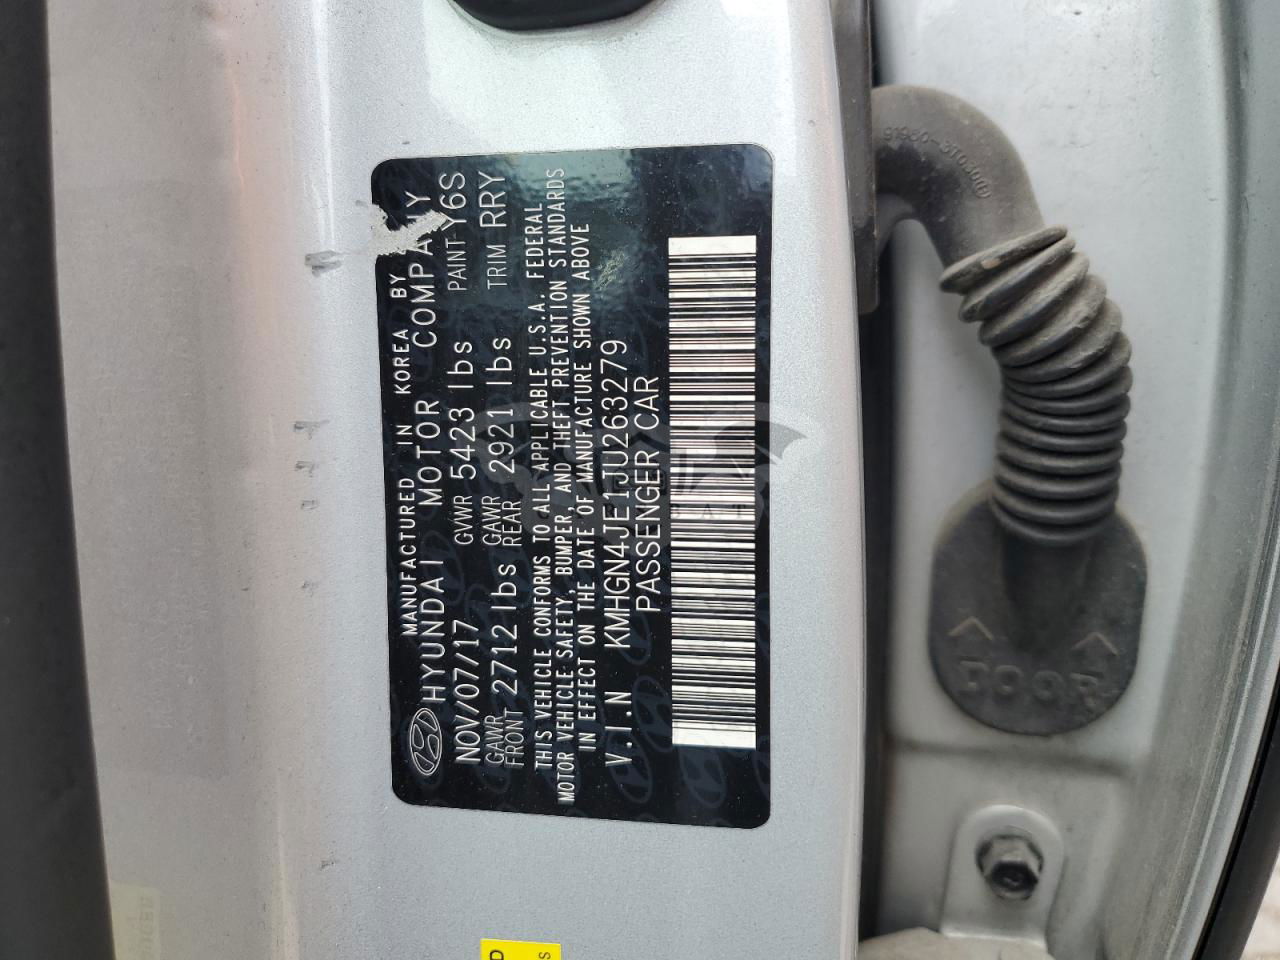 MANUFACTURED IN KOREA BY
HYUNDAI MOTOR COMPANY
NOV/07/17 GVWR 5423 lbs PAINT Y6S
GAWR FRONT 2712 lbs GAWR REAR 2921 lbs TRIM RRY
THIS VEHICLE CONFORMS TO ALL APPLICABLE U.S.A. FEDERAL
MOTOR VEHICLE SAFETY, BUMPER, AND THEFT PREVENTION STANDARDS
IN EFFECT ON THE DATE OF MANUFACTURE SHOWN ABOVE
V.I.N KMHGN4JE1JU263279
PASSENGER CAR
DOOR